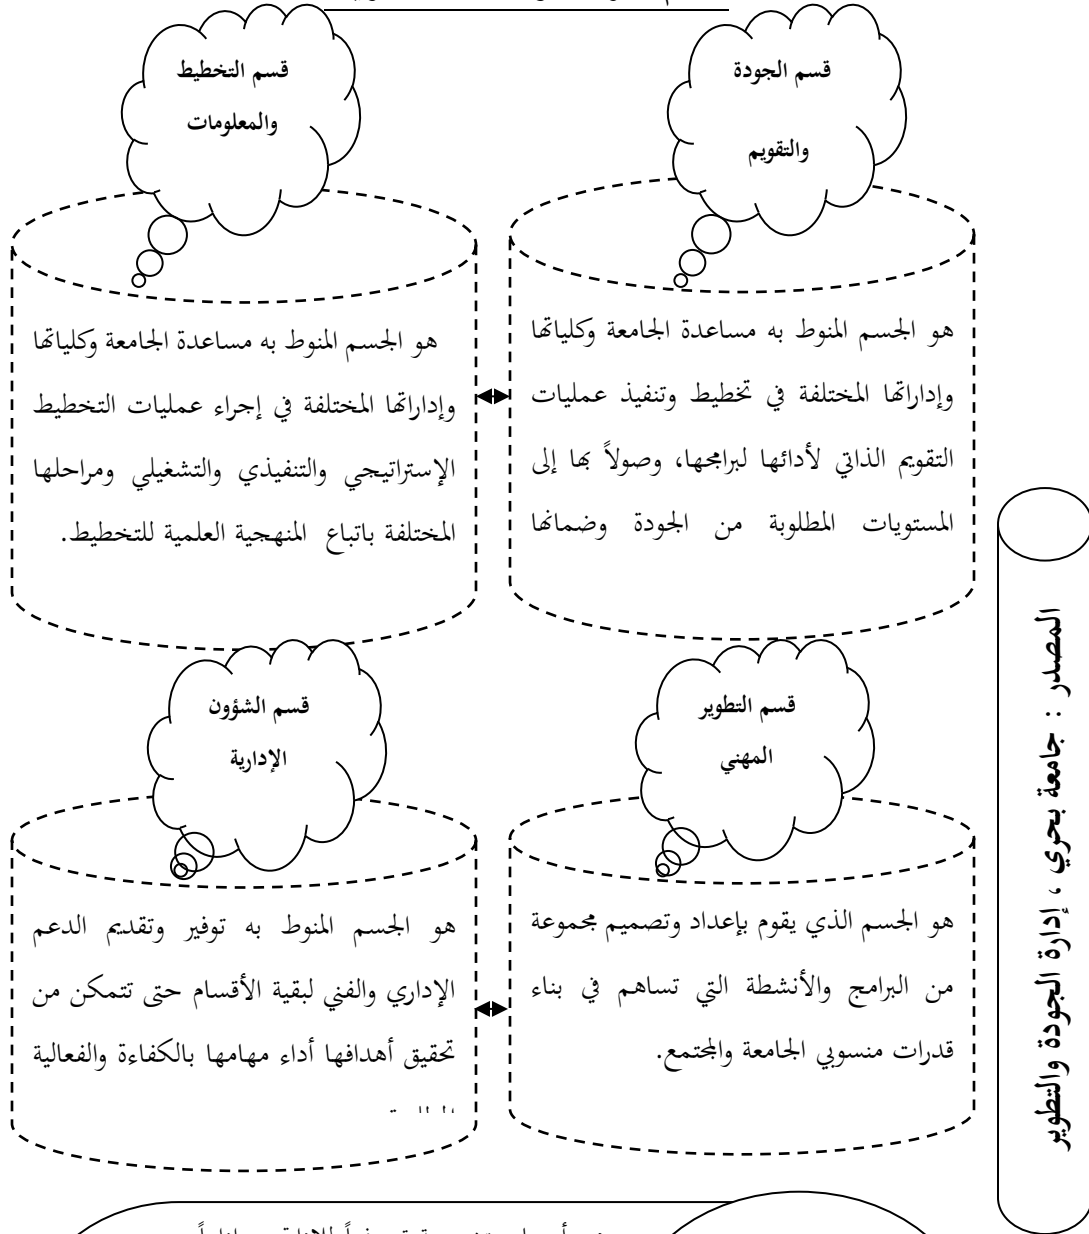 قسم الجودة
والتقويم
هو الجسم المنوط به مساعدة الجامعة وكلياتها
وإداراتها المختلفة في تخطيط وتنفيذ عمليات
التقويم الذاتي لأدائها لبرامجها، وصولاً بها إلى
المستويات المطلوبة من الجودة وضمانها
قسم التخطيط
والمعلومات
هو الجسم المنوط به مساعدة الجامعة وكلياتها
وإداراتها المختلفة في إجراء عمليات التخطيط
الإستراتيجي والتنفيذي والتشغيلي ومراحلها
المختلفة باتباع المنهجية العلمية للتخطيط.
قسم التطوير
المهني
هو الجسم الذي يقوم بإعداد وتصميم مجموعة
من البرامج والأنشطة التي تساهم في بناء
قدرات منسوبي الجامعة والمجتمع.
قسم الشؤون
الإدارية
هو الجسم المنوط به توفير وتقديم الدعم
الإداري والفني لبقية الأقسام حتى تتمكن من
تحقيق أهدافها أداء مهامها بالكفاءة والفعالية
المصدر : جامعة بحري ، إدارة الجودة والتطوير